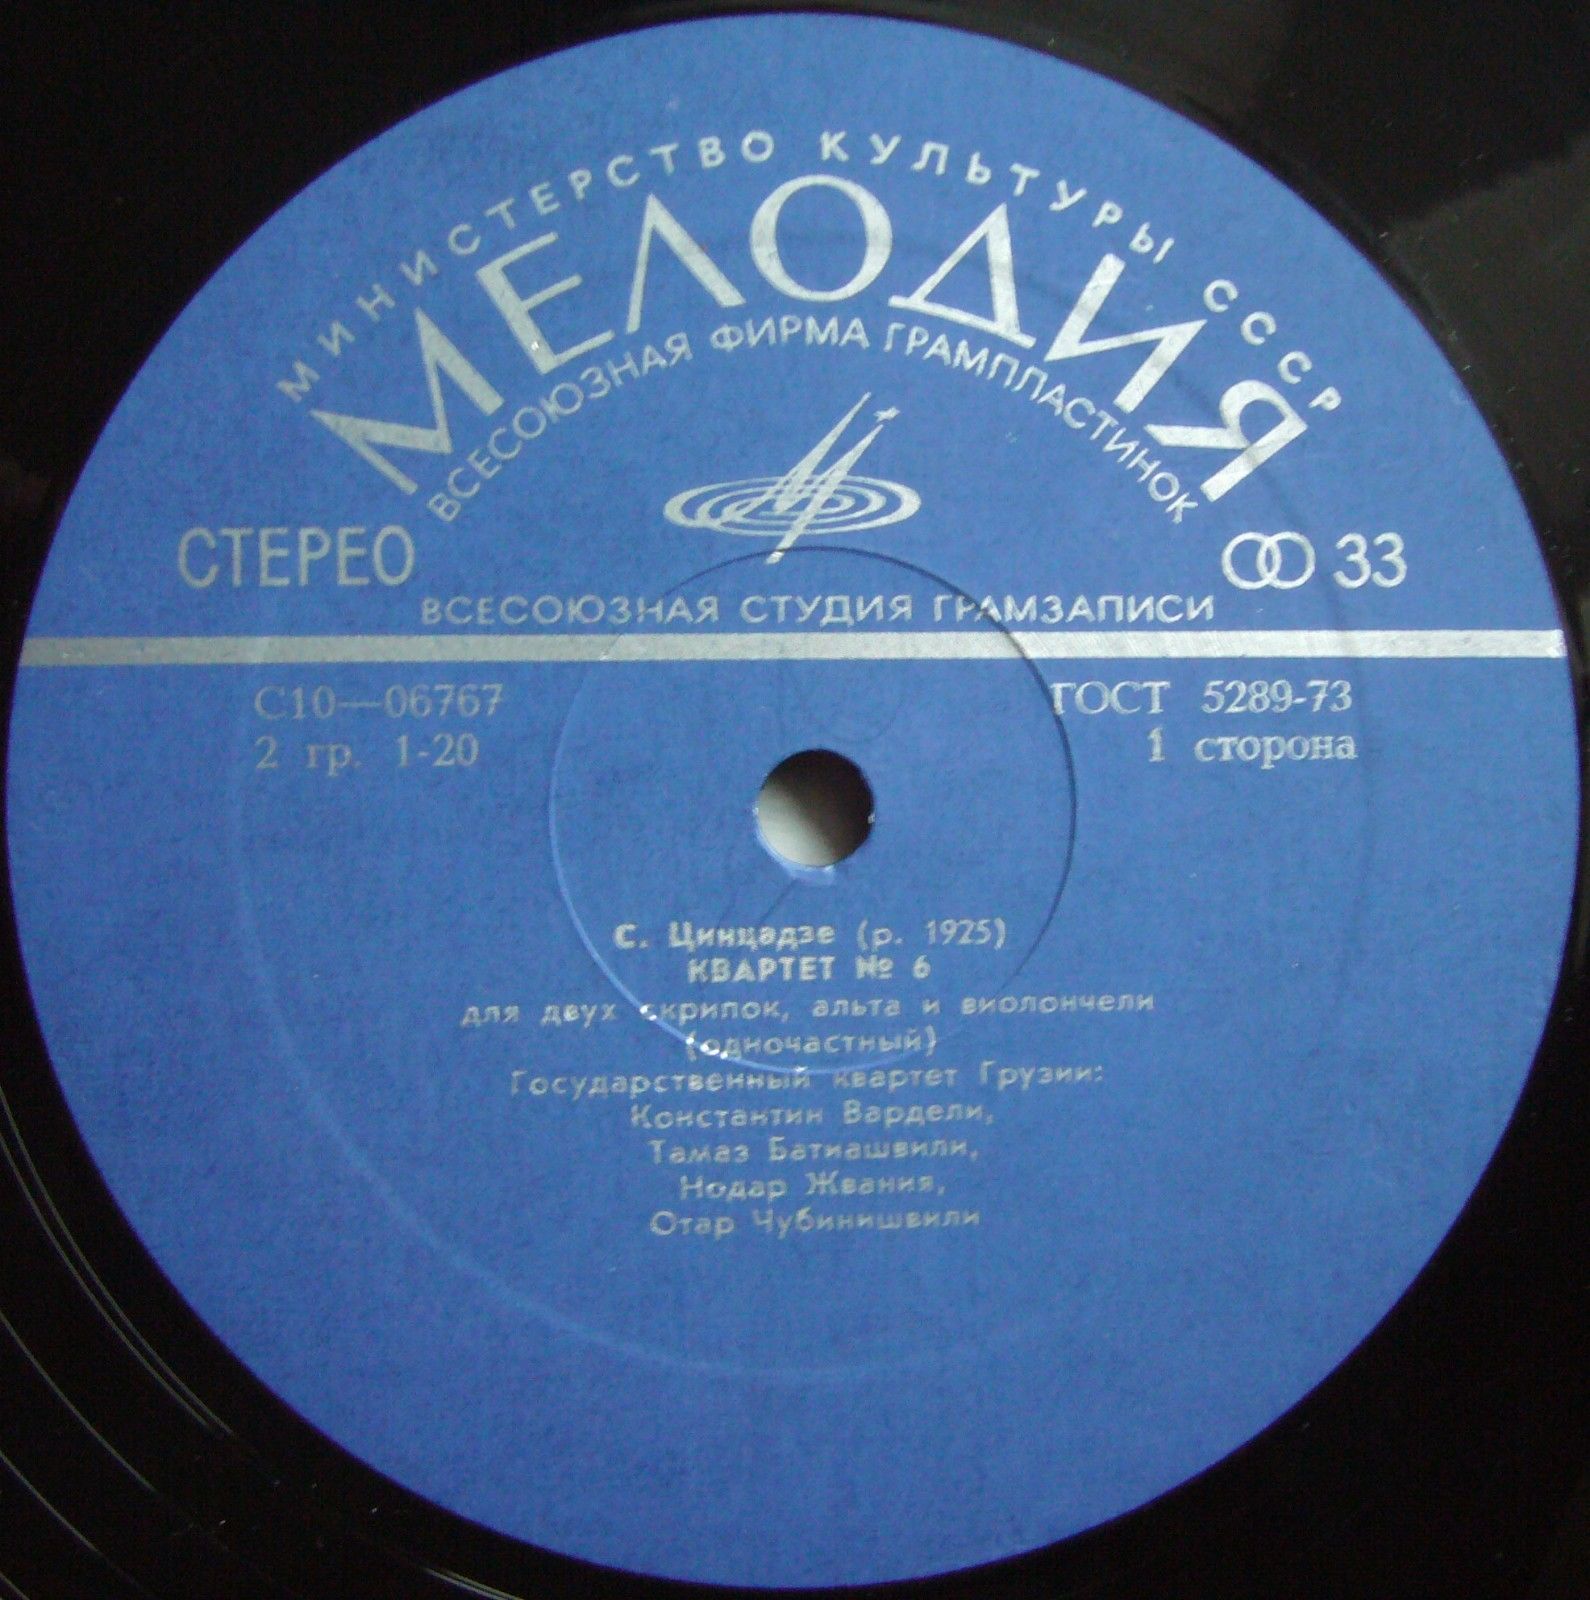 МИНИСТЕРСТВО КУЛЬТУРЫ СССР
МЕЛОДИЯ
ВСЕСОЮЗНАЯ ФИРМА ГРАМПЛАСТИНОК
СТЕРЕО
33
ВСЕСОЮЗНАЯ СТУДИЯ ГРАМЗАПИСИ
С10—06767
ГОСТ 5289-73
2 гр. 1-20
1 сторона
С. Цинцадзе (р. 1925)
КВАРТЕТ № 6
для двух скрипок, альта и виолончели
(одночастный)
Государственный квартет Грузии:
Константин Вардели,
Тамаз Батиашвили,
Нодар Жвания,
Отар Чубинишвили